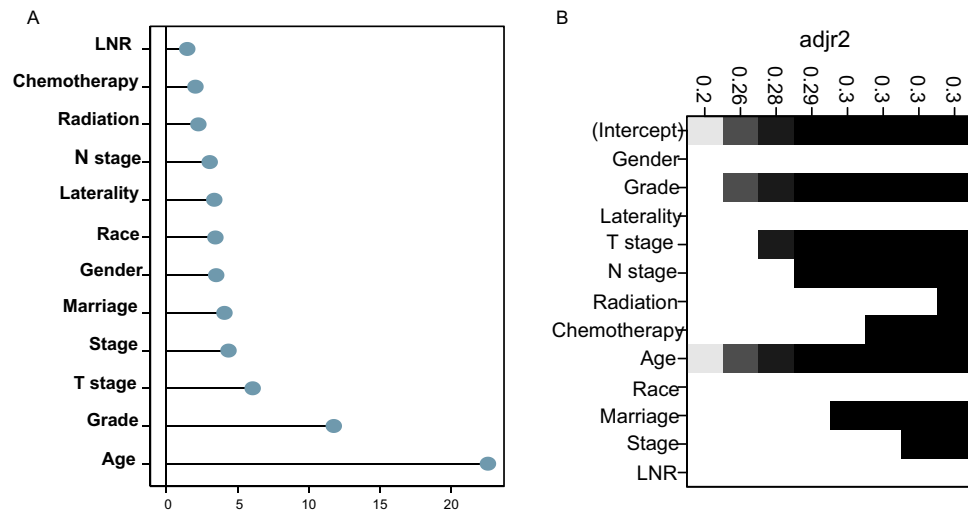 A
LNR
Chemotherapy
Radiation
N stage
Laterality
Race
Gender
Marriage
Stage
T stage
Grade
Age
0 5 10 15 20
B
adjr2
0.2 0.26 0.28 0.29 0.3 0.3 0.3 0.3
(Intercept)
Gender
Grade
Laterality
T stage
N stage
Radiation
Chemotherapy
Age
Race
Marriage
Stage
LNR